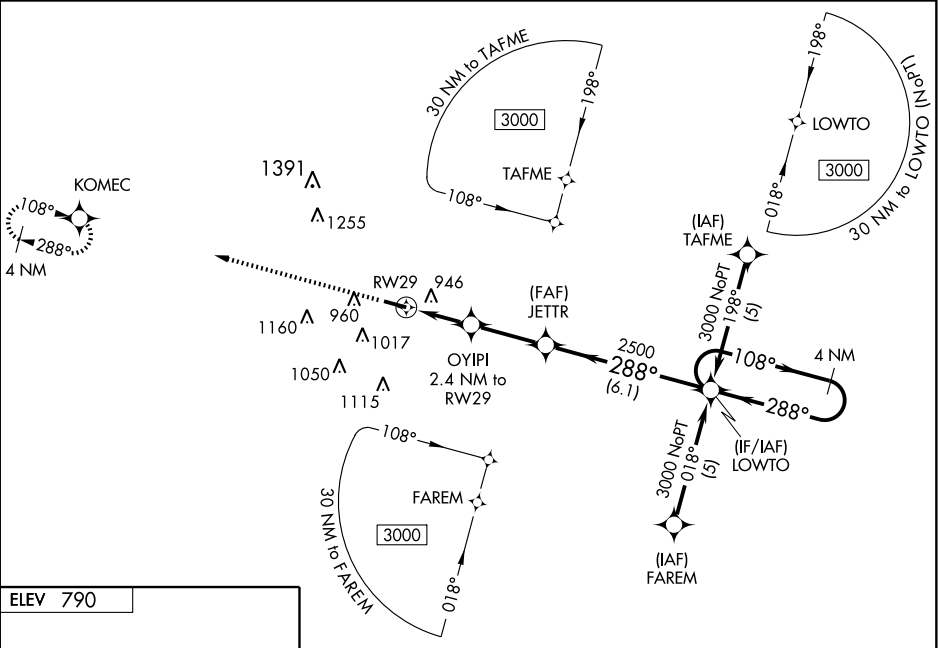 30 NM to TAFME
198°
3000
TAFME
108°
198°
LOWTO
3000
018°
30 NM to LOWTO (NoPT)
KOMEC
108°
288°
4 NM
1391
1255
(IAF)
TAFME
3000 NoPT
198°
(5)
RW29
946
960
1160
1017
1050
1115
OYIPI
2.4 NM to
RW29
(FAF)
JETTR
2500
288°
(6.1)
108°
4 NM
288°
(IF/IAF)
LOWTO
3000 NoPT
018°
(5)
(IAF)
FAREM
108°
FAREM
3000
018°
30 NM to FAREM
ELEV 790